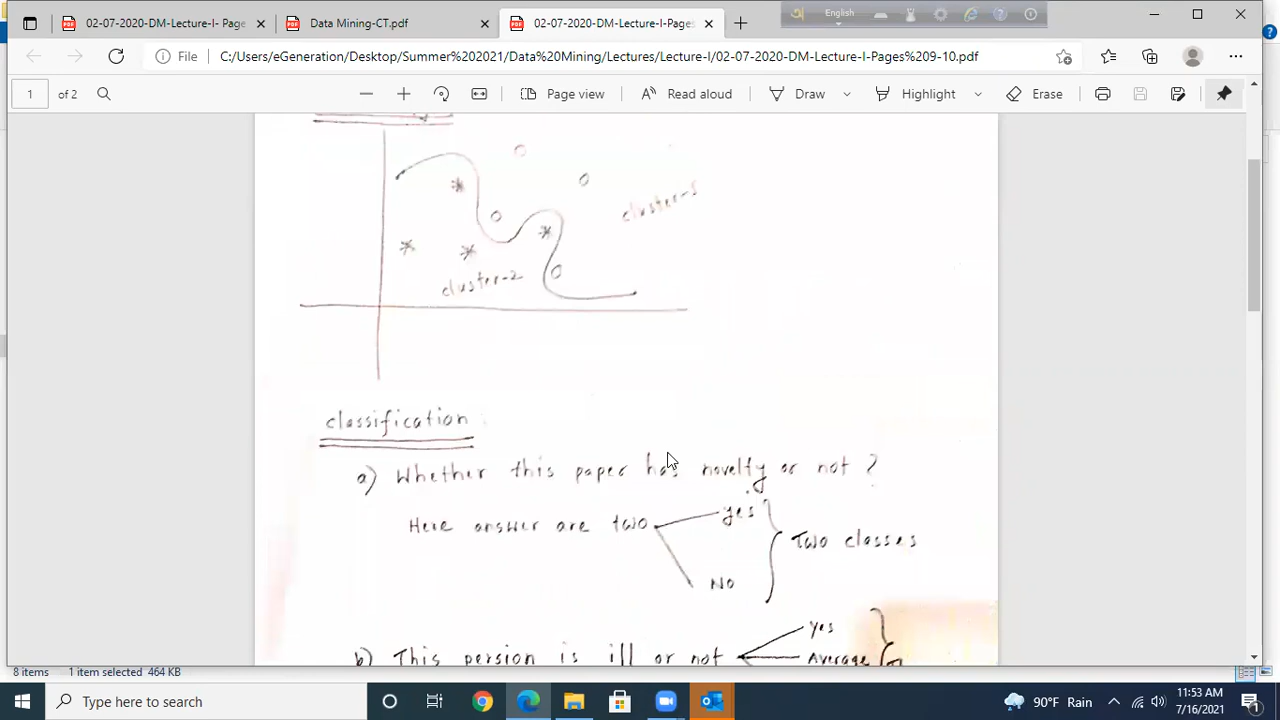 02-07-2020-DM-Lecture-I- Page
Data Mining-CT.pdf
02-07-2020-DM-Lecture-I-Pages
English
File
C:/Users/eGeneration/Desktop/Summer%202021/Data%20Mining/Lectures/Lecture-I/02-07-2020-DM-Lecture-I-Pages%209-10.pdf
1 of 2
Page view
Read aloud
Draw
Highlight
Erase
cluster-1
cluster-2
classification
a) Whether this paper has novelty or not ?
yes
Here answer are two
Two classes
No
Yes
b) This persion is ill or not
Average
8 items 1 item selected 464 KB
Type here to search
90°F Rain
11:53 AM
7/16/2021